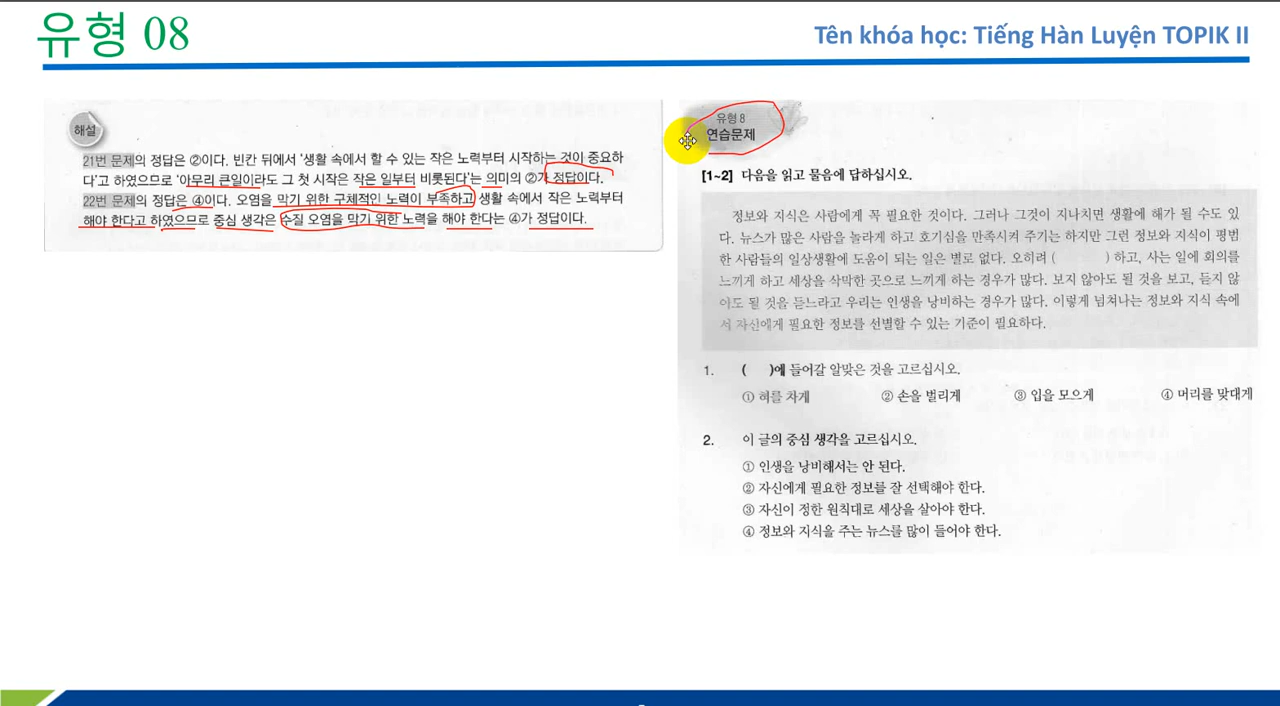 유형 08
Tên khóa học: Tiếng Hàn Luyện TOPIK II
해설
21번 문제의 정답은 ②이다. 빈칸 뒤에서 '생활 속에서 할 수 있는 작은 노력부터 시작하는 것이 중요하
다'고 하였으므로 '아무리 큰일이라도 그 첫 시작은 작은 일부터 비롯된다'는 의미의 ②가 정답이다.
22번 문제의 정답은 ④이다. 오염을 막기 위한 구체적인 노력이 부족하고 생활 속에서 작은 노력부터
해야 한다고 하였으므로 중심 생각은 수질 오염을 막기 위한 노력을 해야 한다는 ④가 정답이다.
유형 8
연습문제
[1~2] 다음을 읽고 물음에 답하십시오.
정보와 지식은 사람에게 꼭 필요한 것이다. 그러나 그것이 지나치면 생활에 해가 될 수도 있
다. 뉴스가 많은 사람을 놀라게 하고 호기심을 만족시켜 주기는 하지만 그런 정보와 지식이 평범
한 사람들의 일상생활에 도움이 되는 일은 별로 없다. 오히려 ( ) 하고, 사는 일에 회의를
느끼게 하고 세상을 삭막한 곳으로 느끼게 하는 경우가 많다. 보지 않아도 될 것을 보고, 듣지 않
아도 될 것을 듣느라고 우리는 인생을 낭비하는 경우가 많다. 이렇게 넘쳐나는 정보와 지식 속에
서 자신에게 필요한 정보를 선별할 수 있는 기준이 필요하다.
1. ( )에 들어갈 알맞은 것을 고르십시오.
① 혀를 차게 ② 손을 벌리게 ③ 입을 모으게 ④ 머리를 맞대게
2. 이 글의 중심 생각을 고르십시오.
① 인생을 낭비해서는 안 된다.
② 자신에게 필요한 정보를 잘 선택해야 한다.
③ 자신이 정한 원칙대로 세상을 살아야 한다.
④ 정보와 지식을 주는 뉴스를 많이 들어야 한다.